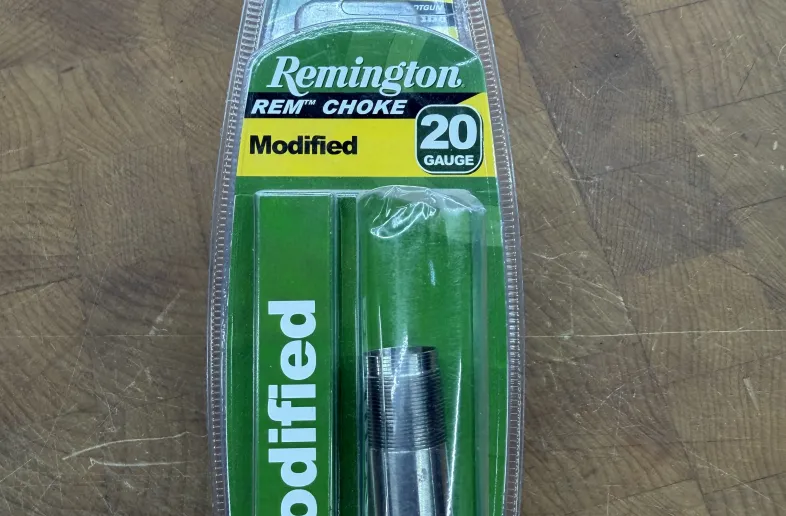 Remington
REM™ CHOKE
Modified
20
GAUGE
odified